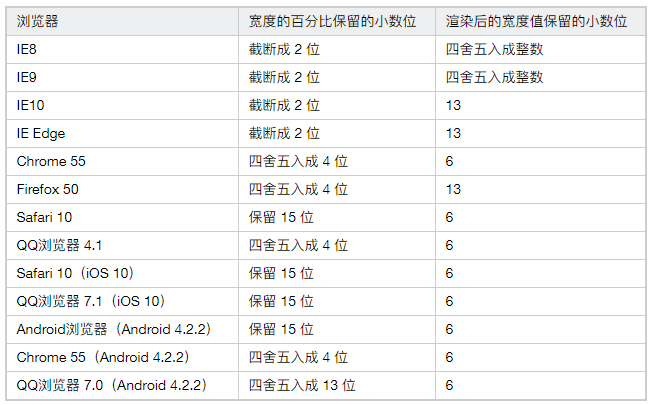 浏览器 宽度的百分比保留的小数位 渲染后的宽度值保留的小数位
IE8 截断成 2 位 四舍五入成整数
IE9 截断成 2 位 四舍五入成整数
IE10 截断成 2 位 13
IE Edge 截断成 2 位 13
Chrome 55 四舍五入成 4 位 6
Firefox 50 四舍五入成 4 位 13
Safari 10 保留 15 位 6
QQ浏览器 4.1 四舍五入成 4 位 6
Safari 10（iOS 10） 保留 15 位 6
QQ浏览器 7.1（iOS 10） 保留 15 位 6
Android浏览器（Android 4.2.2） 保留 15 位 6
Chrome 55（Android 4.2.2） 四舍五入成 4 位 6
QQ浏览器 7.0（Android 4.2.2） 四舍五入成 13 位 6